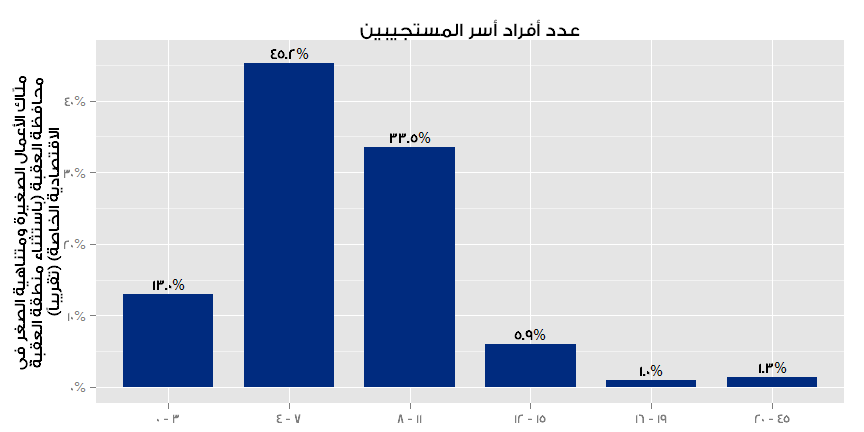 عدد أفراد أسر المستجيبين
ملّاك الأعمال الصغيرة ومتناهية الصغر في
محافظة العقبة (باستثناء منطقة العقبة
الاقتصادية الخاصة) (تقريباً)
٤٠%
٣٠%
٢٠%
١٠%
٠%
١٣.٠%
٤٥.٢%
٣٣.٥%
٥.٩%
١.٠%
١.٣%
٠ - ٣
٤ - ٧
٨ - ١١
١٢ - ١٥
١٦ - ١٩
٢٠ - ٤٥